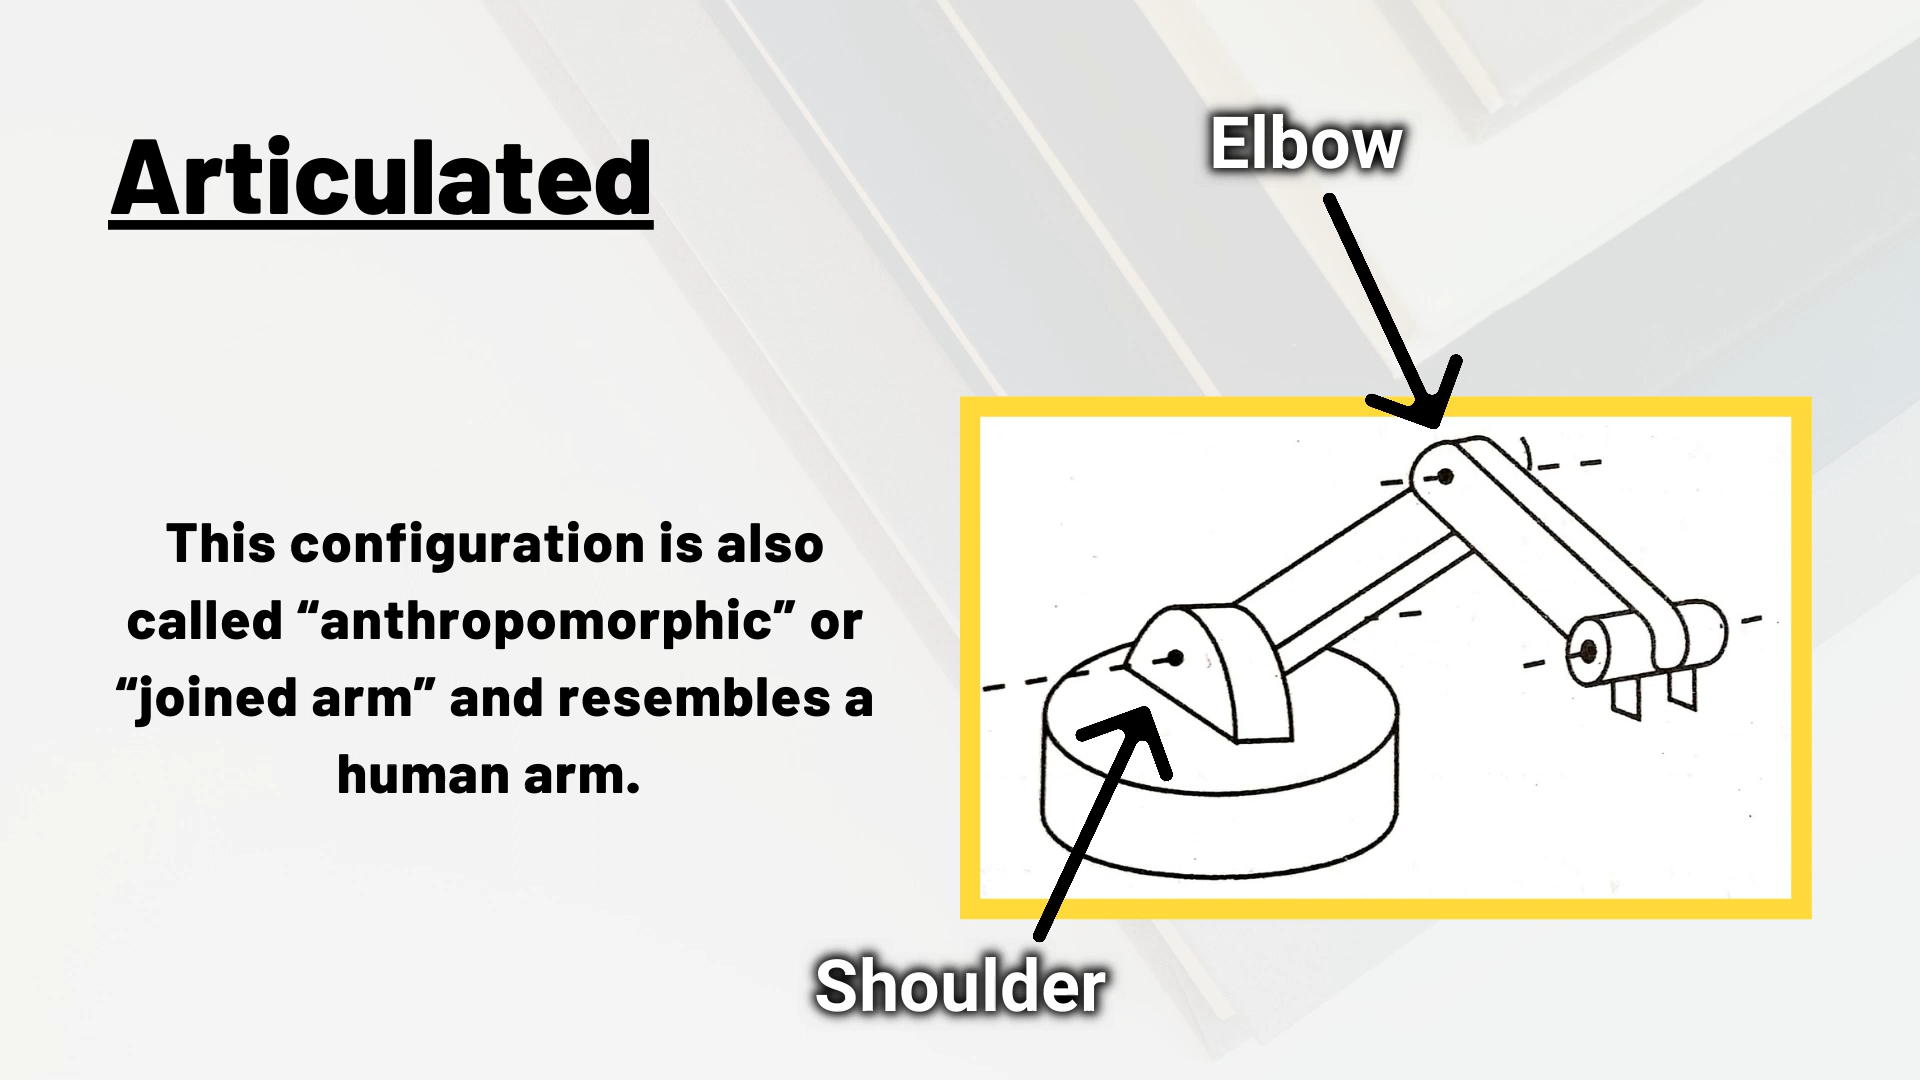 Articulated
Elbow
This configuration is also
called “anthropomorphic” or
“joined arm” and resembles a
human arm.
Shoulder